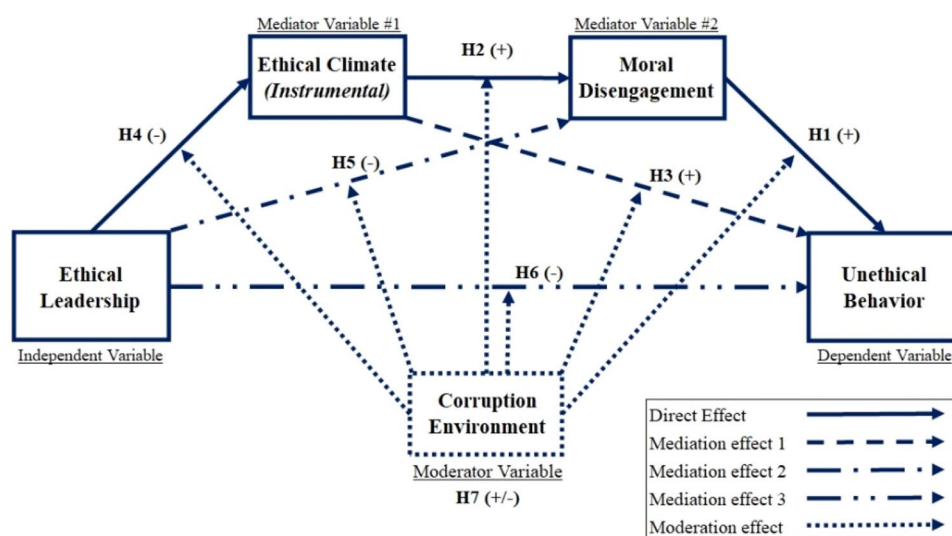 Mediator Variable #1
Mediator Variable #2
Ethical Climate
(Instrumental)
H2 (+)
Moral
Disengagement
H4 (-)
H1 (+)
H5 (-)
H3 (+)
Ethical
Leadership
H6 (-)
Unethical
Behavior
Independent Variable
Dependent Variable
Corruption
Environment
Moderator Variable
H7 (+/-)
Direct Effect
Mediation effect 1
Mediation effect 2
Mediation effect 3
Moderation effect